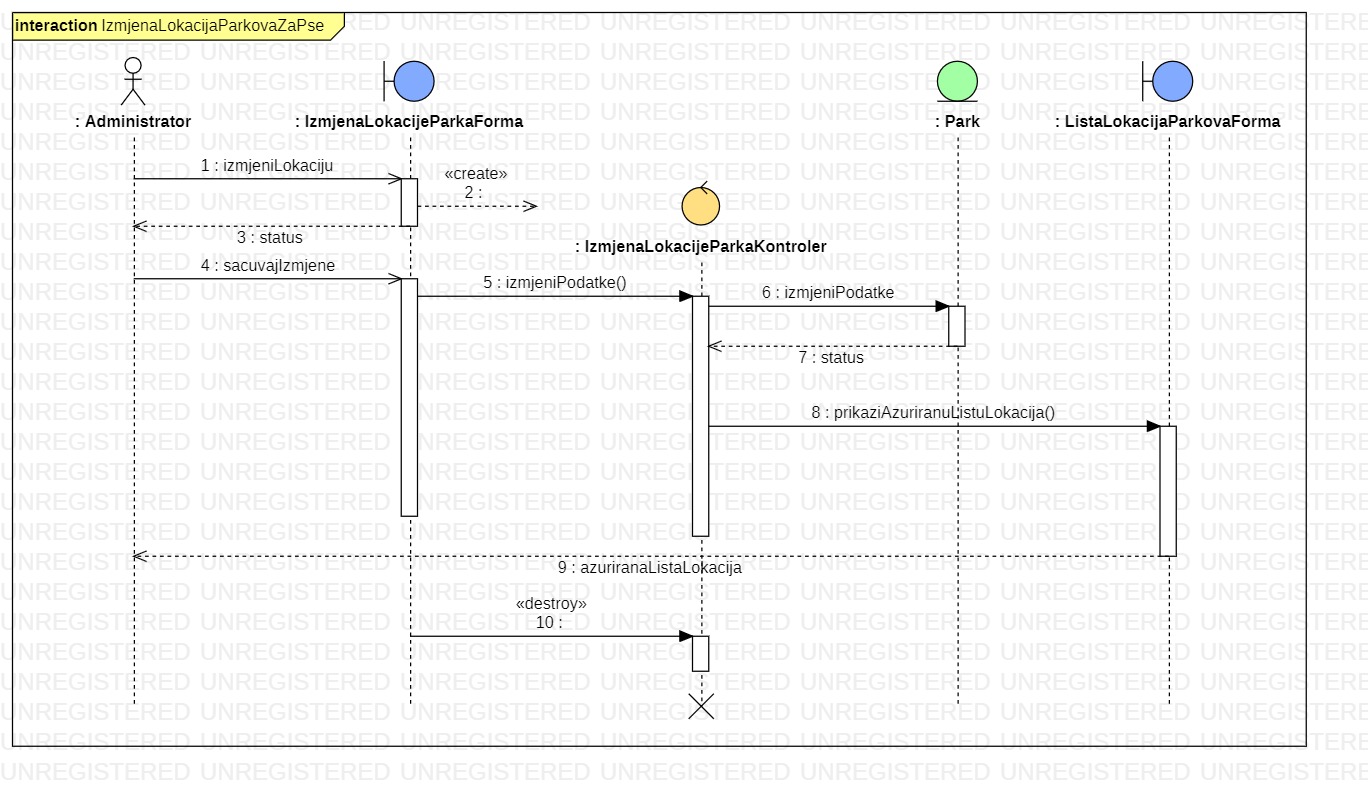 interaction IzmjenaLokacijaParkovaZaPse
: Administrator
: IzmjenaLokacijeParkaForma
: Park
: ListaLokacijaParkovaForma
1 : izmjeniLokaciju
«create»
2 :
3 : status
: IzmjenaLokacijeParkaKontroler
4 : sacuvajIzmjene
5 : izmjeniPodatke()
6 : izmjeniPodatke
7 : status
8 : prikaziAzuriranuListuLokacija()
9 : azuriranaListaLokacija
«destroy»
10 :
UNREGISTERED UNREGISTERED UNREGISTERED UNREGISTERED UNREGISTERED UNREGISTERED UNREGISTERED